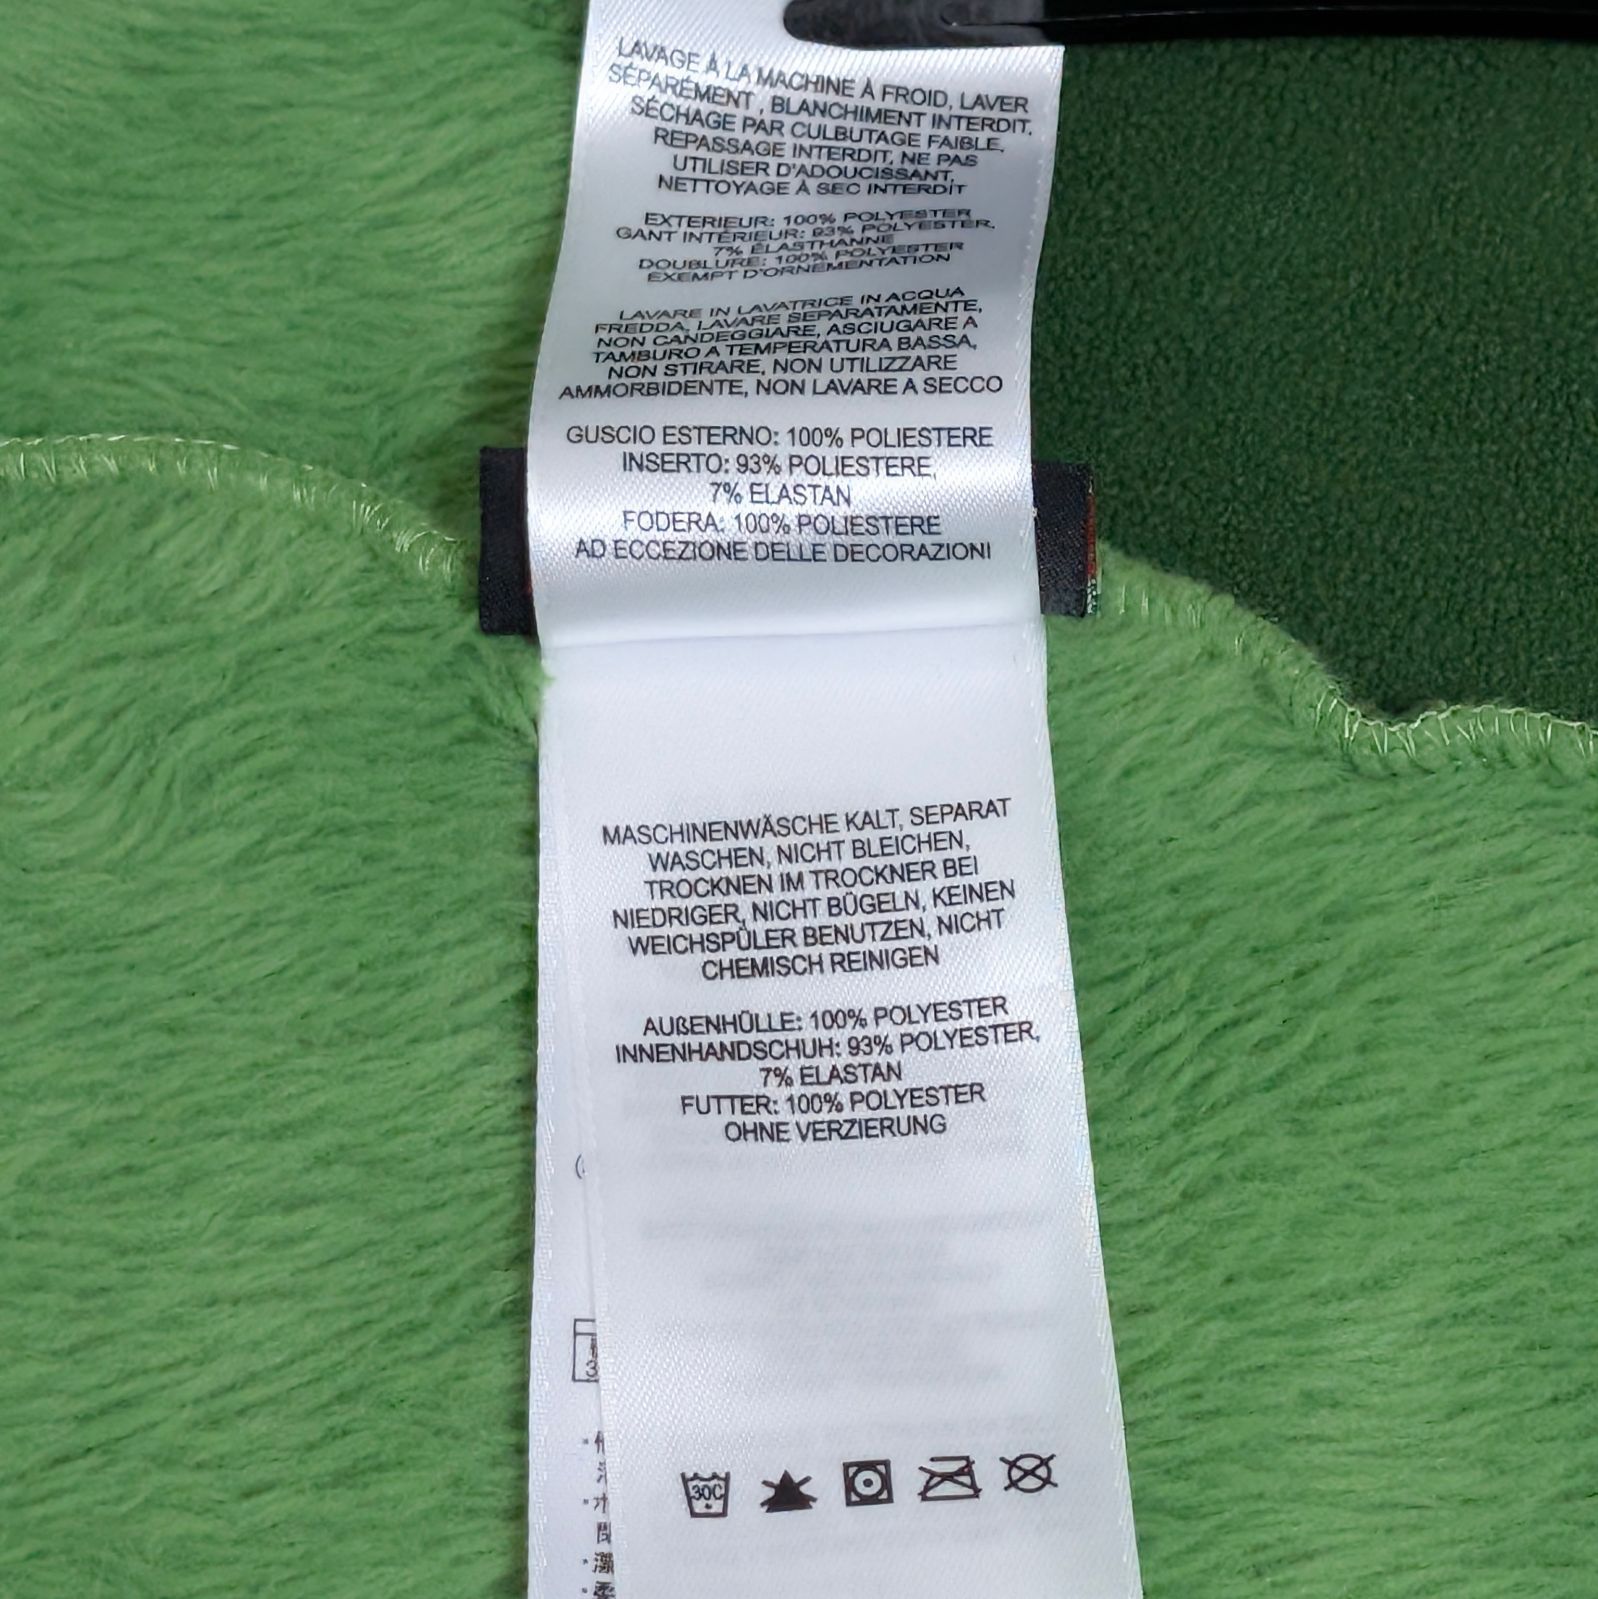 LAVAGE À LA MACHINE À FROID, LAVER
SÉPARÉMENT , BLANCHIMENT INTERDIT,
SÉCHAGE PAR CULBUTAGE FAIBLE,
REPASSAGE INTERDIT, NE PAS
UTILISER D'ADOUCISSANT,
NETTOYAGE À SEC INTERDIT
EXTERIEUR: 100% POLYESTER
GANT INTÉRIEUR: 93% POLYESTER,
7% ÉLASTHANNE
DOUBLURE: 100% POLYESTER
EXEMPT D'ORNEMENTATION
LAVARE IN LAVATRICE IN ACQUA
FREDDA, LAVARE SEPARATAMENTE,
NON CANDEGGIARE, ASCIUGARE A
TAMBURO A TEMPERATURA BASSA,
NON STIRARE, NON UTILIZZARE
AMMORBIDENTE, NON LAVARE A SECCO
GUSCIO ESTERNO: 100% POLIESTERE
INSERTO: 93% POLIESTERE,
7% ELASTAN
FODERA: 100% POLIESTERE
AD ECCEZIONE DELLE DECORAZIONI
MASCHINENWÄSCHE KALT, SEPARAT
WASCHEN, NICHT BLEICHEN,
TROCKNEN IM TROCKNER BEI
NIEDRIGER, NICHT BÜGELN, KEINEN
WEICHSPÜLER BENUTZEN, NICHT
CHEMISCH REINIGEN
AUßENHÜLLE: 100% POLYESTER
INNENHANDSCHUH: 93% POLYESTER,
7% ELASTAN
FUTTER: 100% POLYESTER
OHNE VERZIERUNG
30C